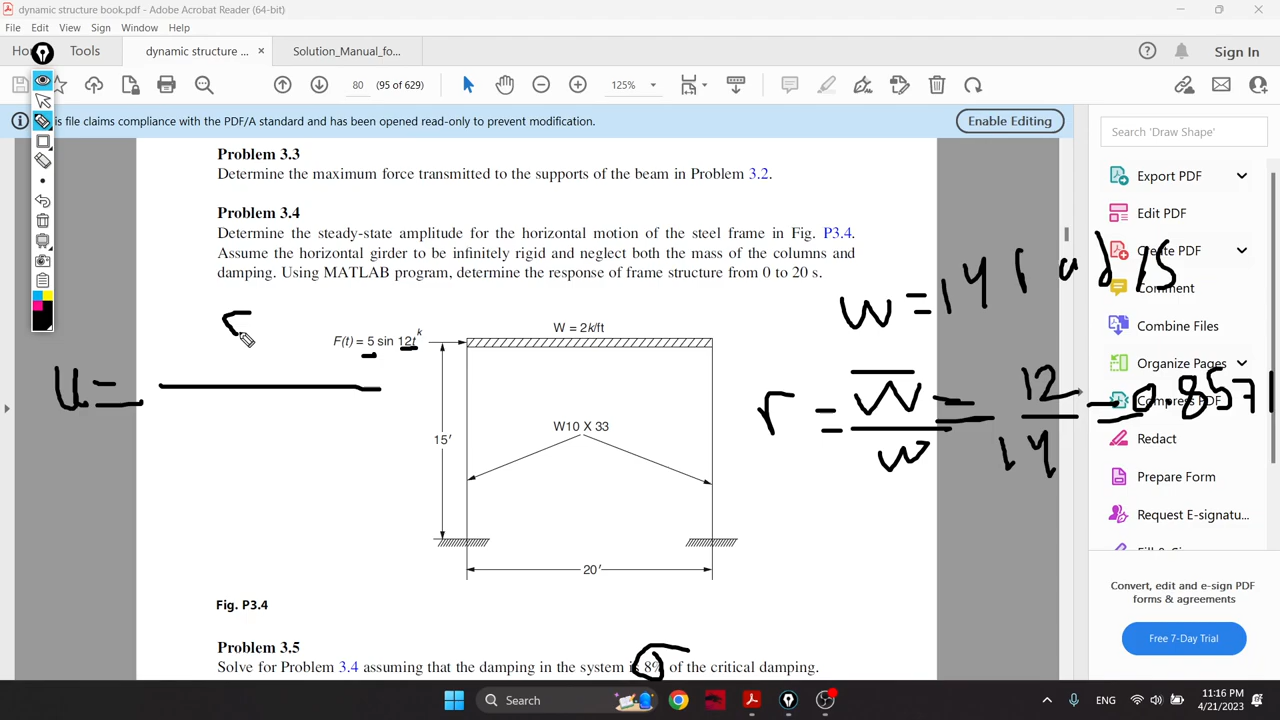 dynamic structure book.pdf - Adobe Acrobat Reader (64-bit)
File Edit View Sign Window Help
Tools dynamic structure ... × Solution_Manual_fo... Sign In
80 (95 of 629) 125%
is file claims compliance with the PDF/A standard and has been opened read-only to prevent modification. Enable Editing
Problem 3.3
Determine the maximum force transmitted to the supports of the beam in Problem 3.2.
Problem 3.4
Determine the steady-state amplitude for the horizontal motion of the steel frame in Fig. P3.4.
Assume the horizontal girder to be infinitely rigid and neglect both the mass of the columns and
damping. Using MATLAB program, determine the response of frame structure from 0 to 20 s.
W = 14 rad/s
5
F(t) = 5 sin 12t k
W = 2k/ft
u =
r = W̅ / w = 12 / 14 = 0.8571
15′
W10 X 33
20′
Fig. P3.4
Problem 3.5
Solve for Problem 3.4 assuming that the damping in the system is 8% of the critical damping.
Search 'Draw Shape'
Export PDF
Edit PDF
Create PDF
Comment
Combine Files
Organize Pages
Compress PDF
Redact
Prepare Form
Request E-signatu...
Convert, edit and e-sign PDF
forms & agreements
Free 7-Day Trial
Search
ENG
11:16 PM
4/21/2023